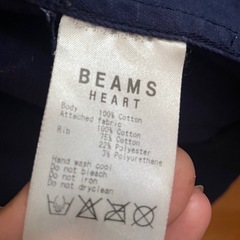 BEAMS
HEART
Body 100% Cotton
Attached fabric
100% Cotton
Rib 75% Cotton
22% Polyester
3% Polyurethane
Hand wash cool
Do not bleach
Do not iron
Do not dryclean